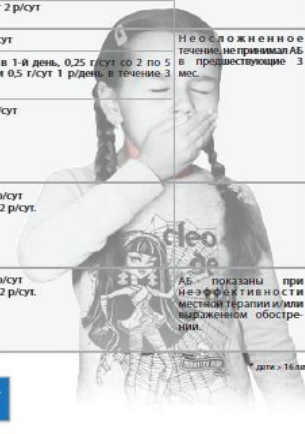 2 р/сут
сут
Неосложненное
течение, не принимал АБ
в предшествующие 3
мес.
в 1-й день, 0,25 г/сут со 2 по 5
и 0,5 г/сут 1 р/день в течение 3
/сут
р/сут
2 р/сут.
cleo
de
р/сут
2 р/сут.
АБ показаны при
неэффективности
местной терапии и/или
выраженном обостре-
нии.
* дети > 16 ле